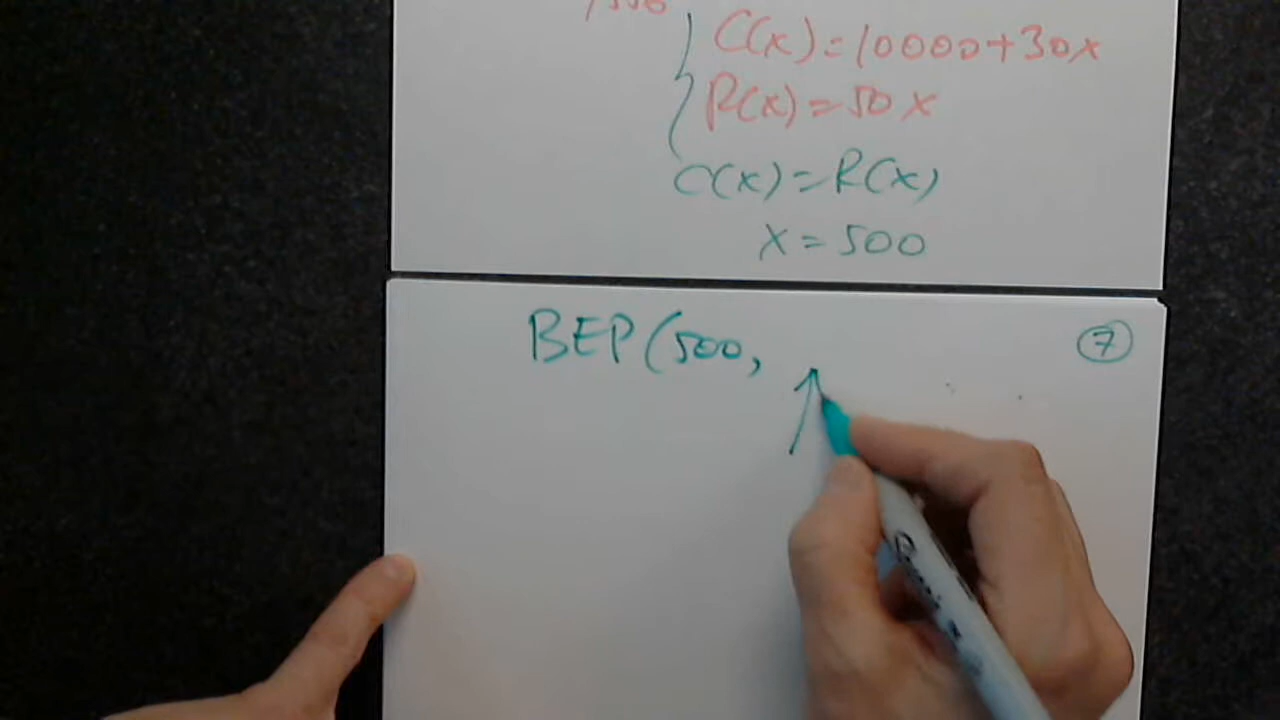 C(x)=10000+30x
R(x)=50x
C(x)=R(x)
x=500
BEP(500,
7